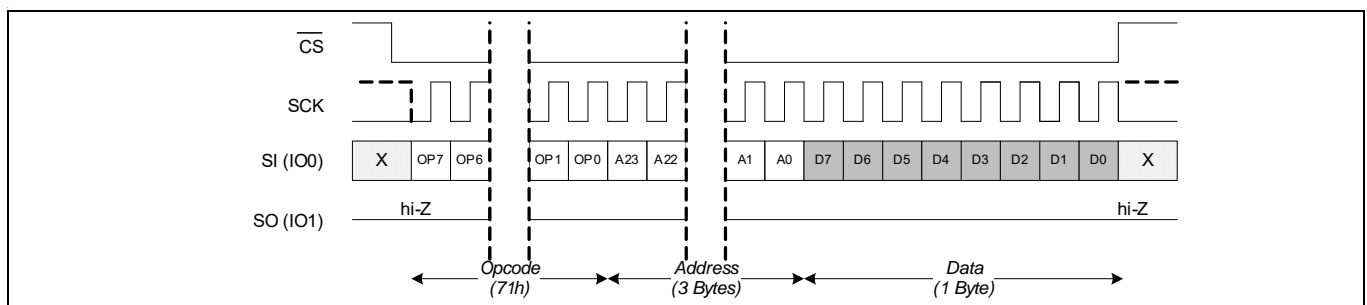 CS
SCK
SI (IO0) X OP7 OP6 OP1 OP0 A23 A22 A1 A0 D7 D6 D5 D4 D3 D2 D1 D0 X
hi-Z hi-Z
SO (IO1)
Opcode Address Data
(71h) (3 Bytes) (1 Byte)